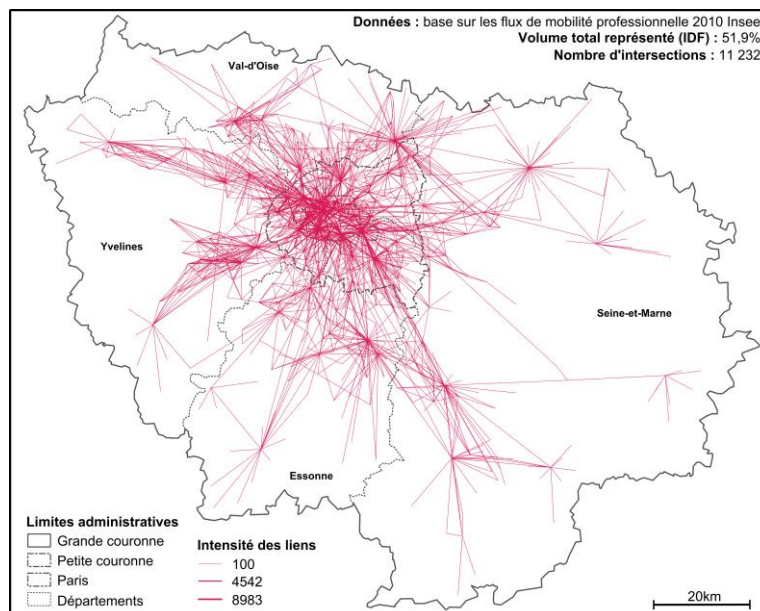 Données : base sur les flux de mobilité professionnelle 2010 Insee
Volume total représenté (IDF) : 51,9%
Nombre d'intersections : 11 232
Val-d'Oise
Yvelines
Seine-et-Marne
Essonne
Limites administratives
Grande couronne
Petite couronne
Paris
Départements
Intensité des liens
100
4542
8983
20km